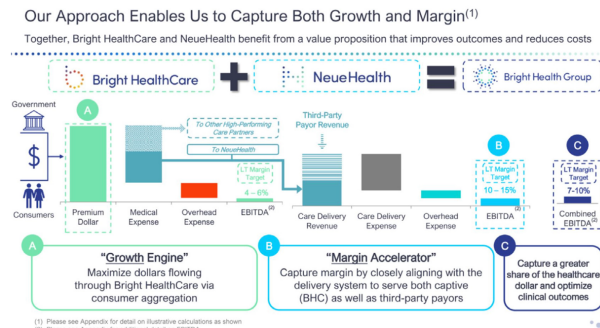 Our Approach Enables Us to Capture Both Growth and Margin(1)
Together, Bright HealthCare and NeueHealth benefit from a value proposition that improves outcomes and reduces costs
Bright HealthCare
NeueHealth
Bright Health Group
Government
$
Consumers
A
Premium
Dollar
Medical
Expense
To Other High-Performing
Care Partners
To NeueHealth
Overhead
Expense
LT Margin
Target
4 – 6%
EBITDA(2)
Third-Party
Payor Revenue
Care Delivery
Revenue
Care Delivery
Expense
Overhead
Expense
B
LT Margin
Target
10 – 15%
EBITDA(2)
C
LT Margin
Target
7-10%
Combined
EBITDA(2)
A
"Growth Engine"
Maximize dollars flowing
through Bright HealthCare via
consumer aggregation
B
"Margin Accelerator"
Capture margin by closely aligning with the
delivery system to serve both captive
(BHC) as well as third-party payors
C
Capture a greater
share of the healthcare
dollar and optimize
clinical outcomes
(1) Please see Appendix for detail on illustrative calculations as shown